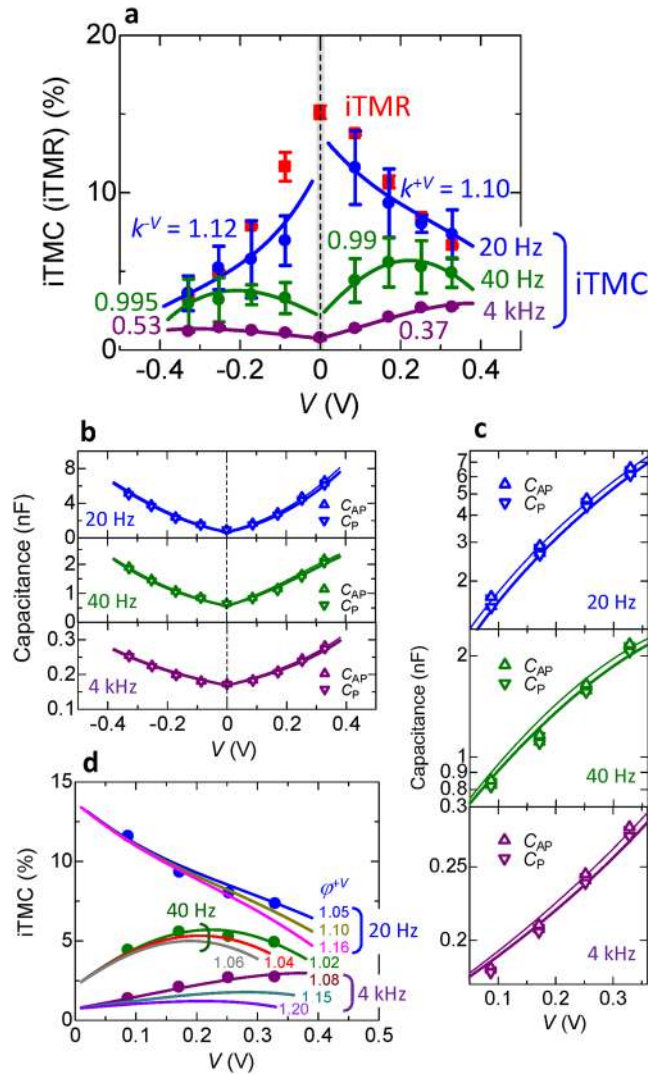 a
20
15
10
5
0
iTMC (iTMR) (%)
iTMR
k⁻ⱽ = 1.12
k⁺ⱽ = 1.10
0.99
20 Hz
40 Hz
4 kHz
iTMC
0.995
0.53
0.37
-0.4 -0.2 0 0.2 0.4
V (V)
b
8
4
0
20 Hz
C_AP
C_P
2
1
0
40 Hz
C_AP
C_P
0.3
0.2
0.1
4 kHz
C_AP
C_P
Capacitance (nF)
-0.4 -0.2 0 0.2 0.4
V (V)
c
7
6
5
4
3
2
C_AP
C_P
20 Hz
2
1
0.9
0.8
0.3
C_AP
C_P
40 Hz
0.25
0.2
C_AP
C_P
4 kHz
Capacitance (nF)
0.1 0.2 0.3
V (V)
d
15
10
5
0
iTMC (%)
φ⁺ⱽ
1.05
1.10
1.16
20 Hz
40 Hz
1.06
1.04
1.02
1.08
1.15
1.20
4 kHz
0 0.1 0.2 0.3 0.4 0.5
V (V)